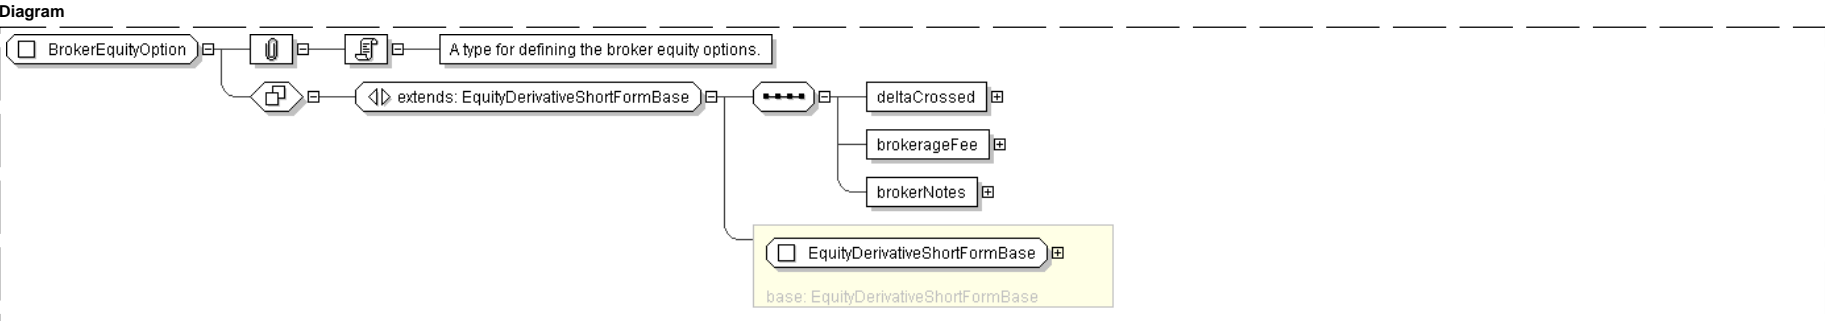 Diagram
BrokerEquityOption
A type for defining the broker equity options.
extends: EquityDerivativeShortFormBase
deltaCrossed
brokerageFee
brokerNotes
EquityDerivativeShortFormBase
base: EquityDerivativeShortFormBase